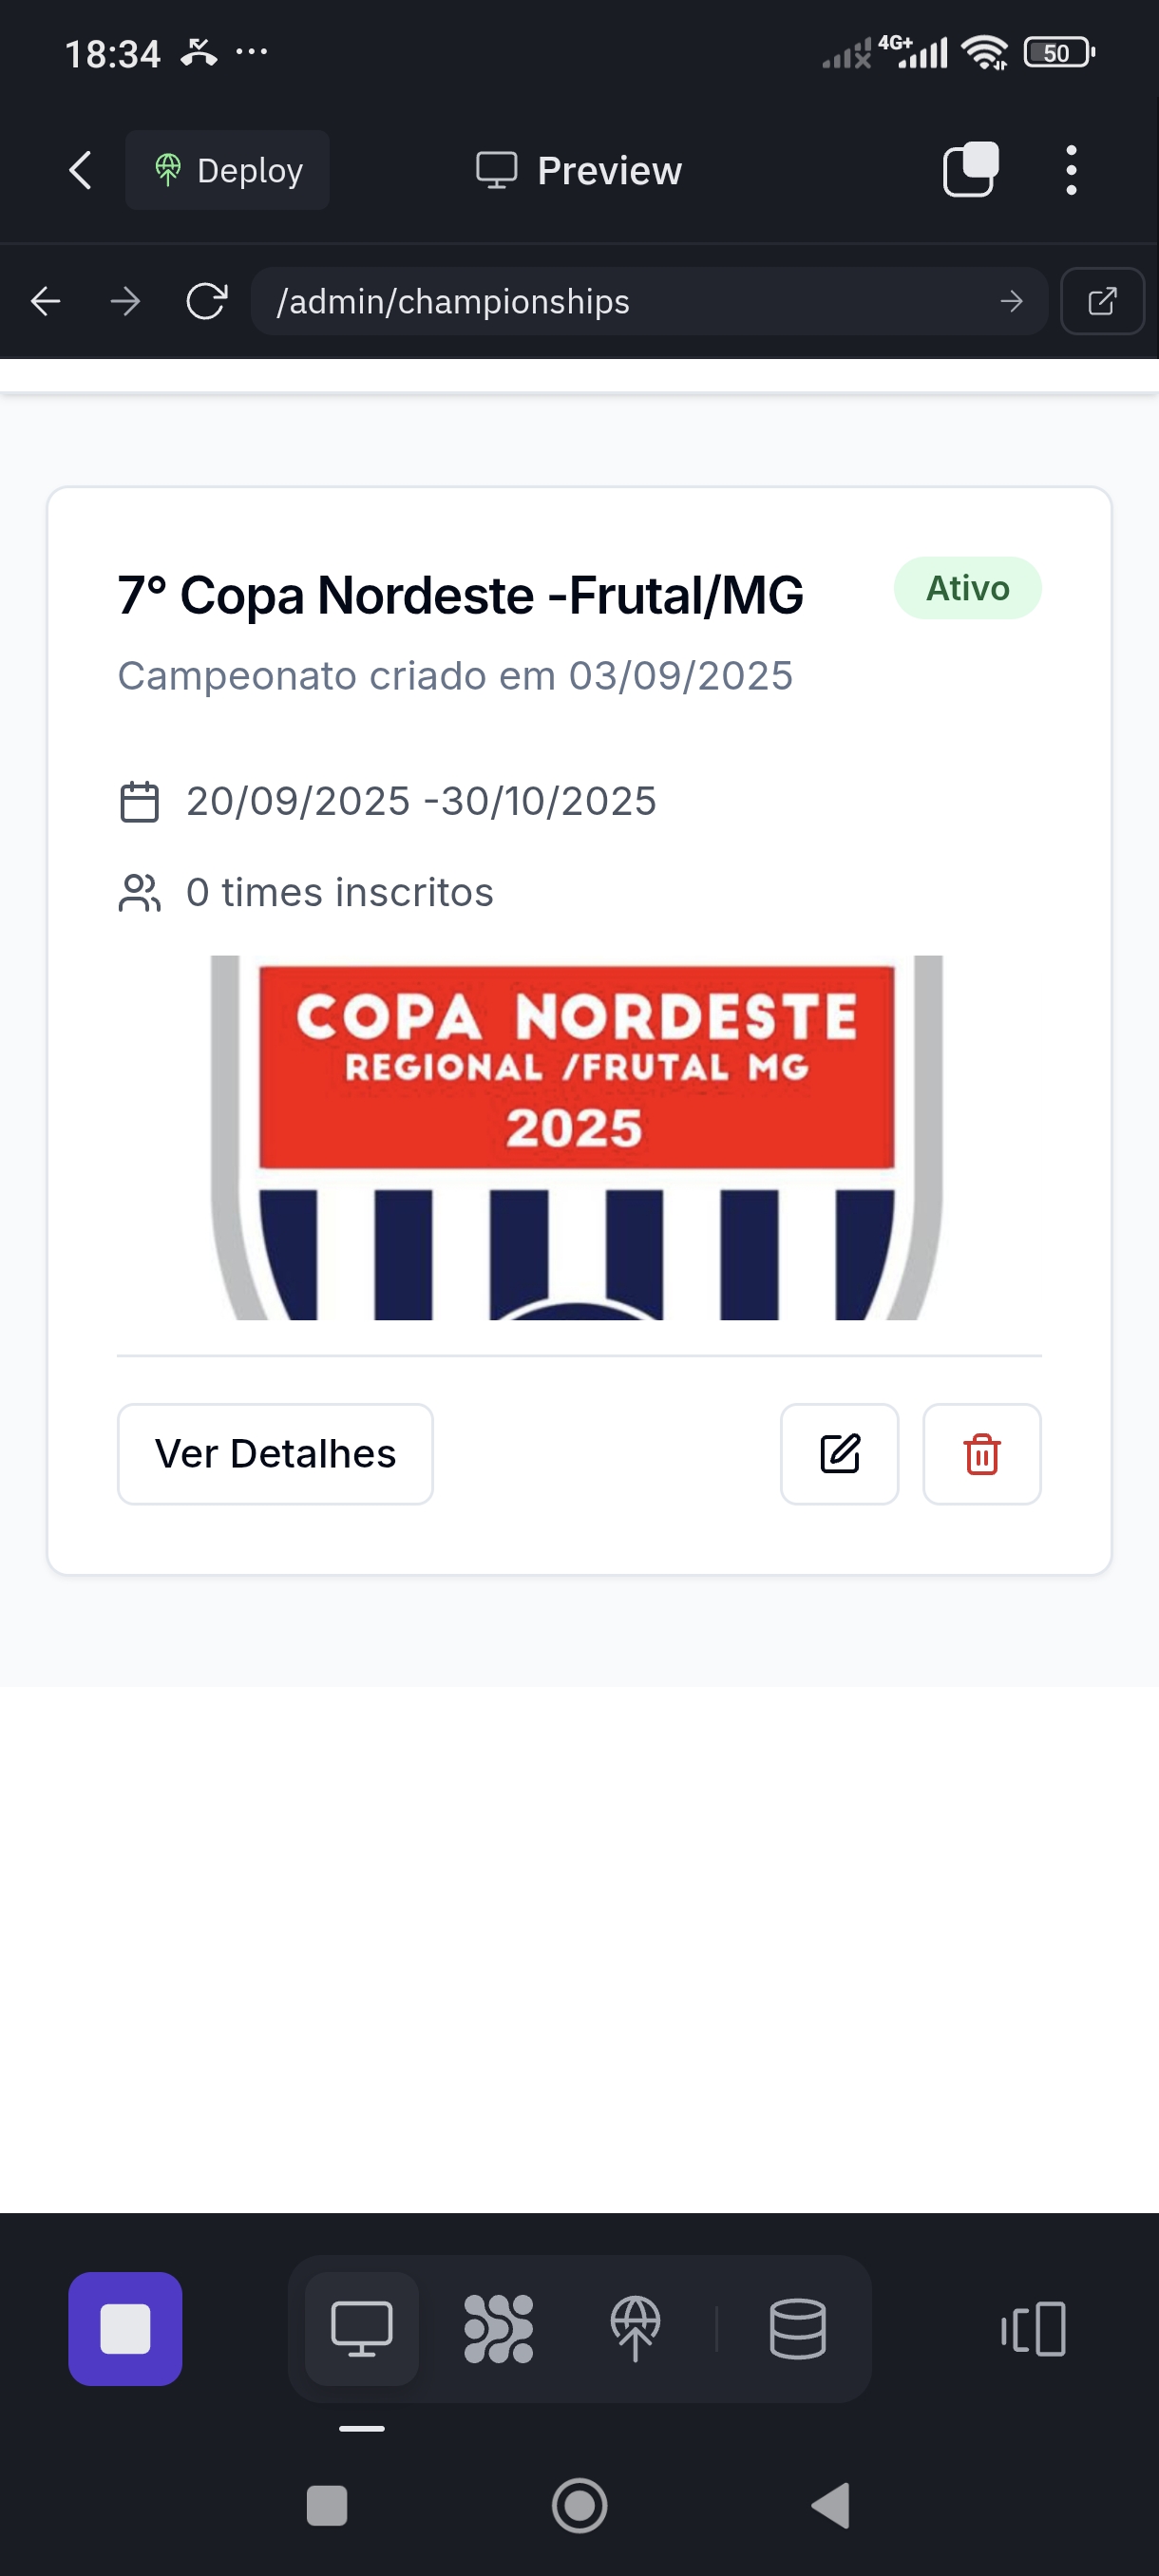 18:34
4G+
50
Deploy
Preview
/admin/championships
7° Copa Nordeste -Frutal/MG
Ativo
Campeonato criado em 03/09/2025
20/09/2025 -30/10/2025
0 times inscritos
COPA NORDESTE
REGIONAL /FRUTAL MG
2025
Ver Detalhes